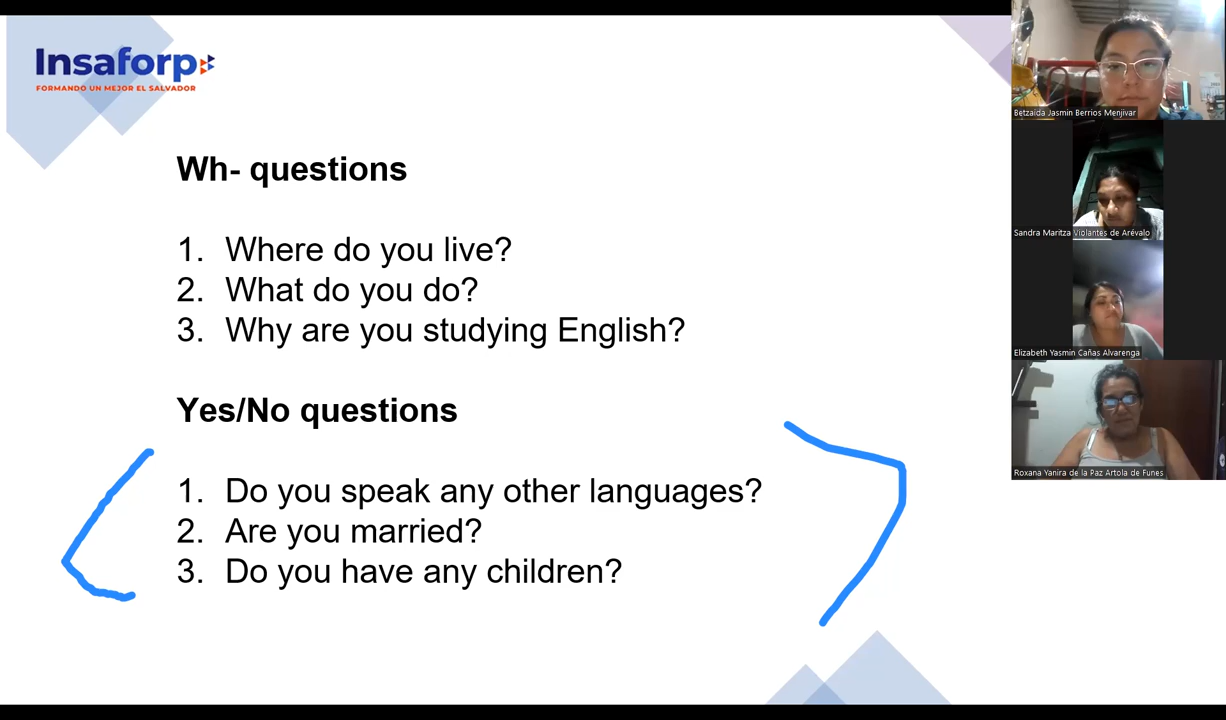 Insaforp
FORMANDO UN MEJOR EL SALVADOR
Wh- questions
1. Where do you live?
2. What do you do?
3. Why are you studying English?
Yes/No questions
1. Do you speak any other languages?
2. Are you married?
3. Do you have any children?
Betzaida Jasmin Berrios Menjivar
Sandra Maritza Violantes de Arévalo
Elizabeth Yasmin Cañas Alvarenga
Roxana Yanira de la Paz Artola de Funes